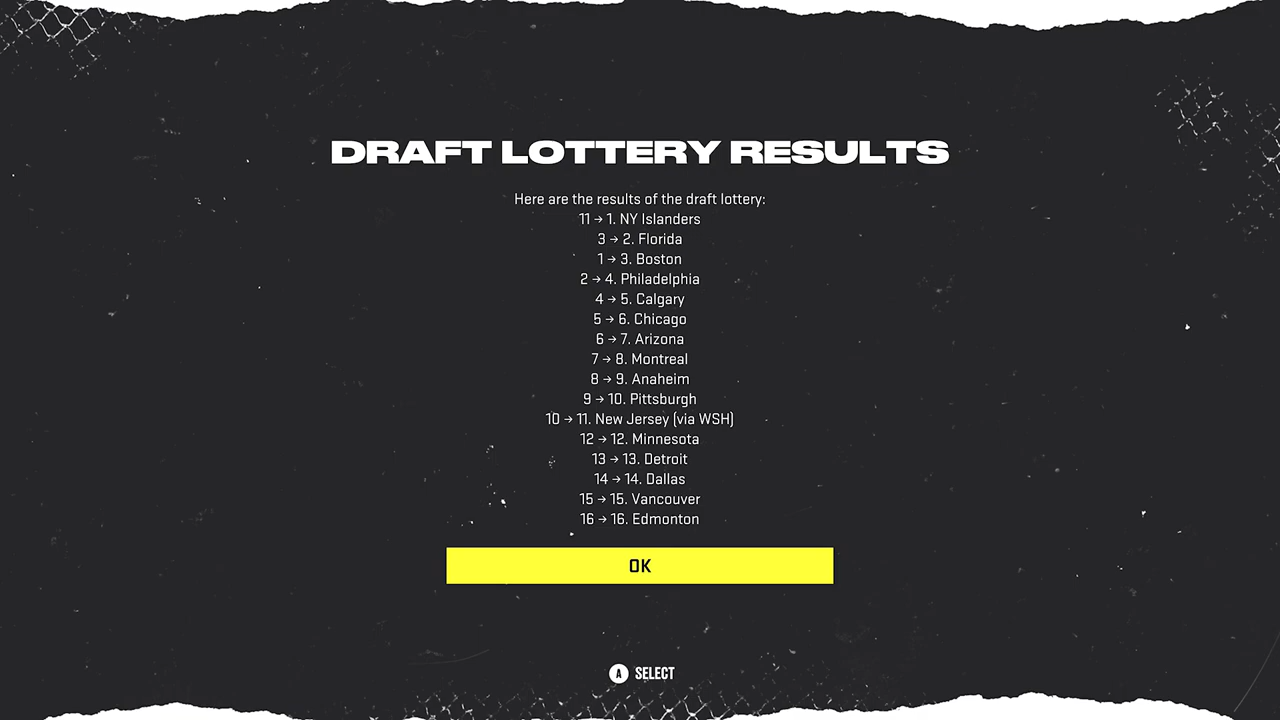 DRAFT LOTTERY RESULTS
Here are the results of the draft lottery:
11 → 1. NY Islanders
3 → 2. Florida
1 → 3. Boston
2 → 4. Philadelphia
4 → 5. Calgary
5 → 6. Chicago
6 → 7. Arizona
7 → 8. Montreal
8 → 9. Anaheim
9 → 10. Pittsburgh
10 → 11. New Jersey (via WSH)
12 → 12. Minnesota
13 → 13. Detroit
14 → 14. Dallas
15 → 15. Vancouver
16 → 16. Edmonton
OK
A SELECT